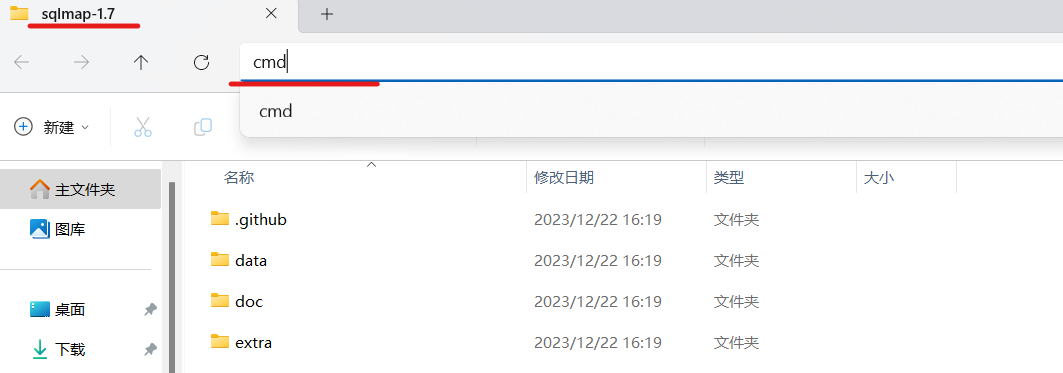 sqlmap-1.7
cmd
cmd
新建
主文件夹
图库
桌面
下载
名称 修改日期 类型 大小
.github 2023/12/22 16:19 文件夹
data 2023/12/22 16:19 文件夹
doc 2023/12/22 16:19 文件夹
extra 2023/12/22 16:19 文件夹